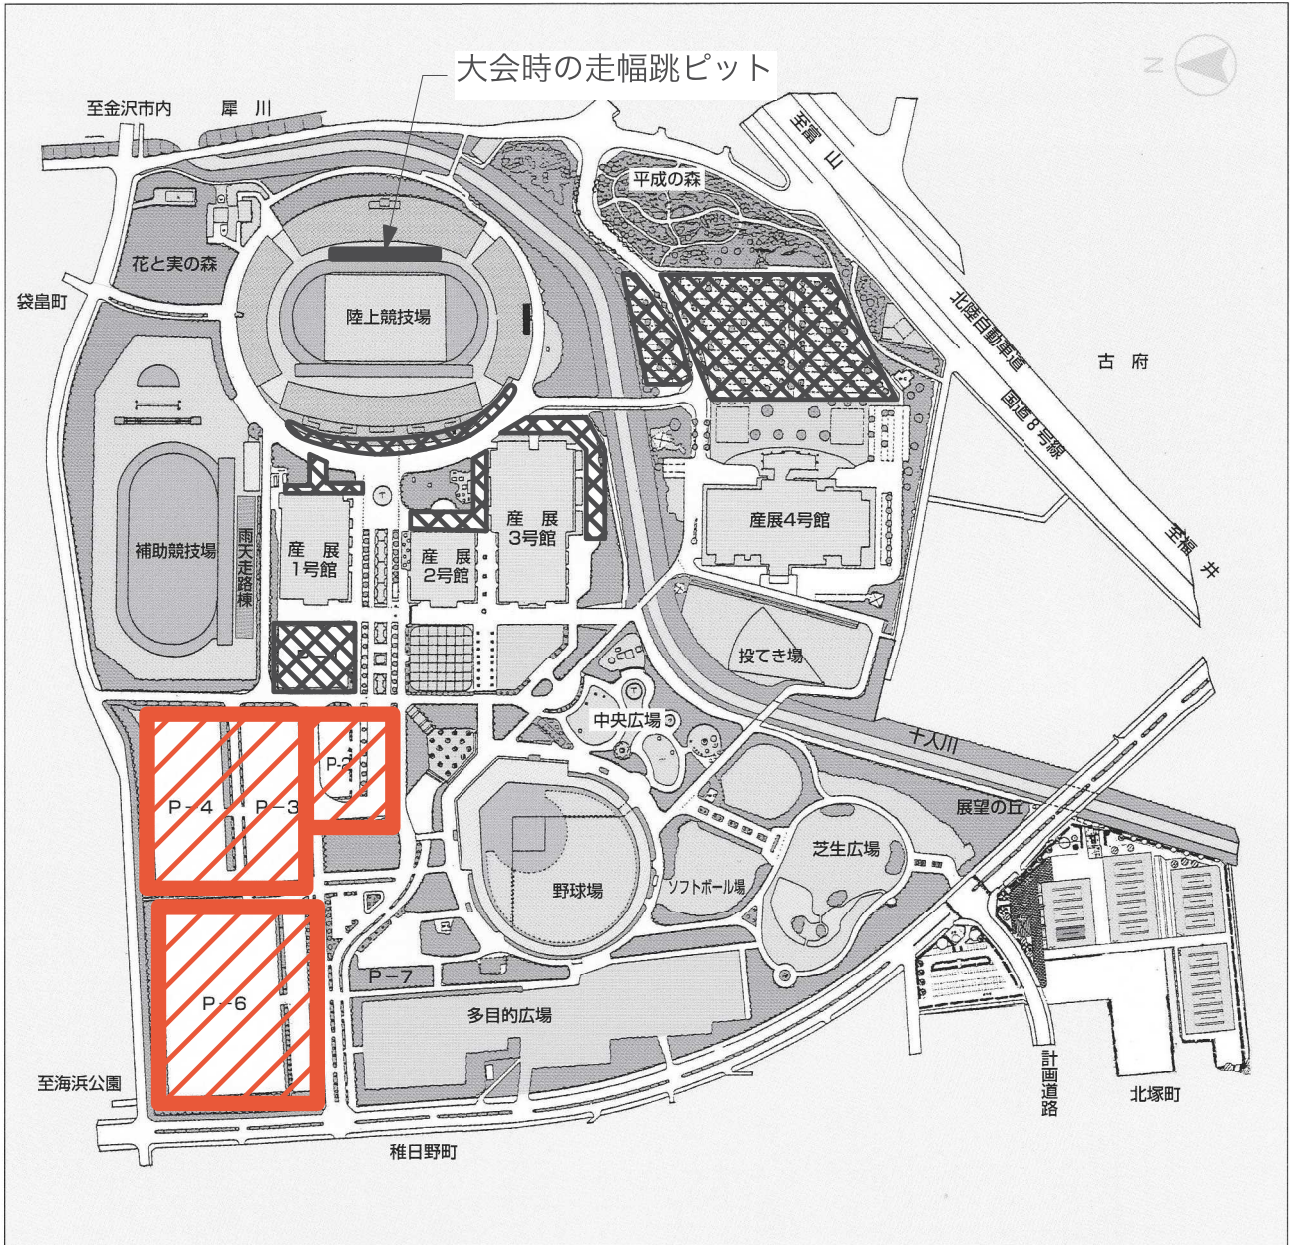 大会時の走幅跳ピット
至金沢市内
犀 川
N
至富山
平成の森
花と実の森
袋畠町
陸上競技場
北陸自動車道
古 府
国道8号線
至福井
補助競技場
雨天走路棟
産 展
1号館
産 展
2号館
産 展
3号館
産展4号館
投てき場
中央広場
十人川
P-2
P-4
P-3
展望の丘
芝生広場
ソフトボール場
野球場
P-7
P-6
多目的広場
至海浜公園
計画道路
北塚町
稚日野町